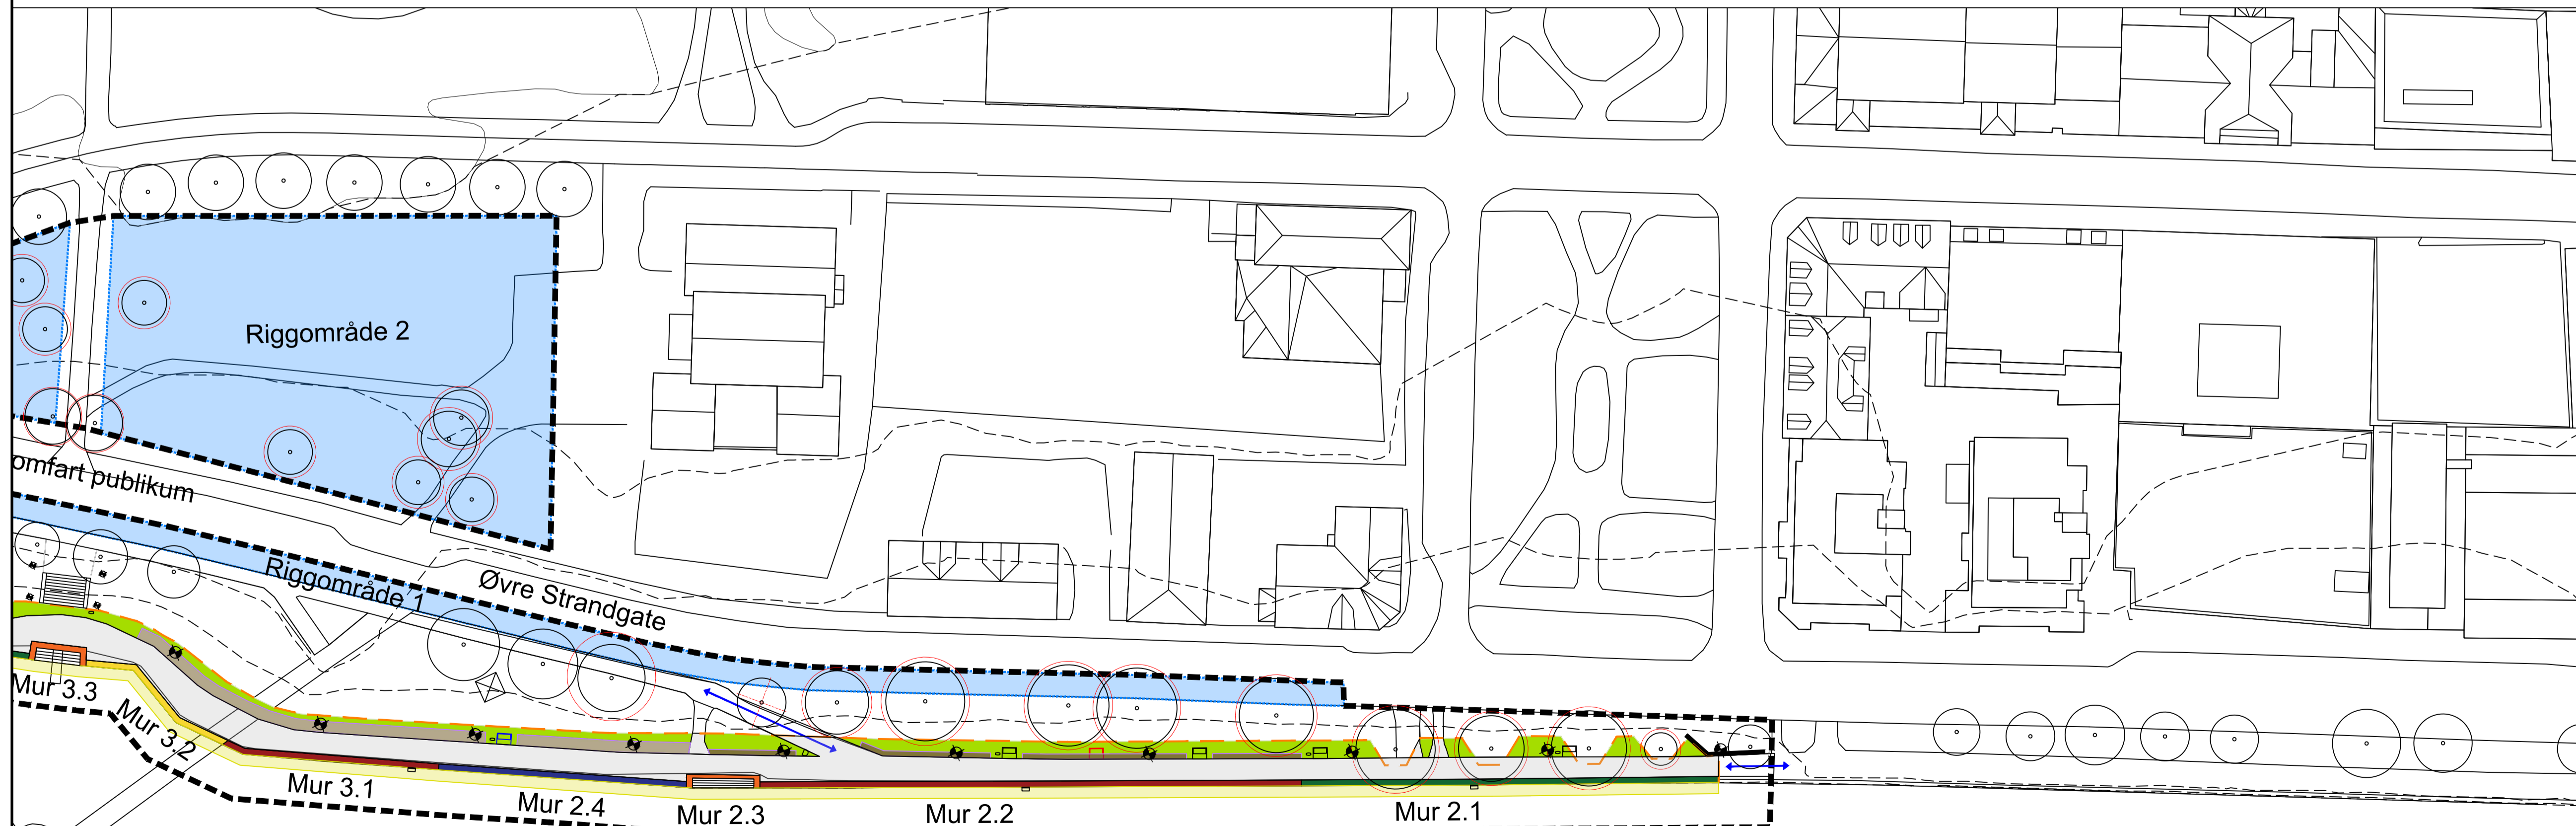 Riggområde 2
omfart publikum
Riggområde 1
Øvre Strandgate
Mur 3.3
Mur 3.2
Mur 3.1
Mur 2.4
Mur 2.3
Mur 2.2
Mur 2.1